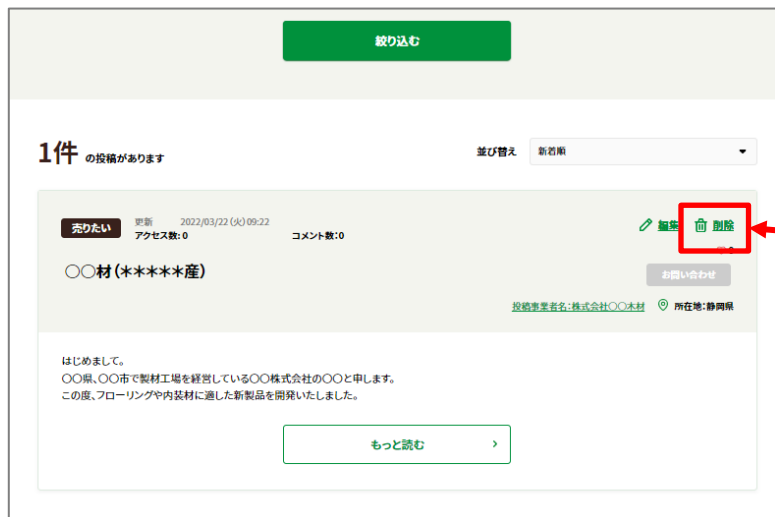 絞り込む
1件 の投稿があります
並び替え 新着順
売りたい 更新 2022/03/22(火)09:22
アクセス数:0 コメント数:0
編集 削除
○○材(*****産)
お問い合わせ
投稿事業者名:株式会社○○木材 所在地:静岡県
はじめまして。
○○県、○○市で製材工場を経営している○○株式会社の○○と申します。
この度、フローリングや内装材に適した新製品を開発いたしました。
もっと読む